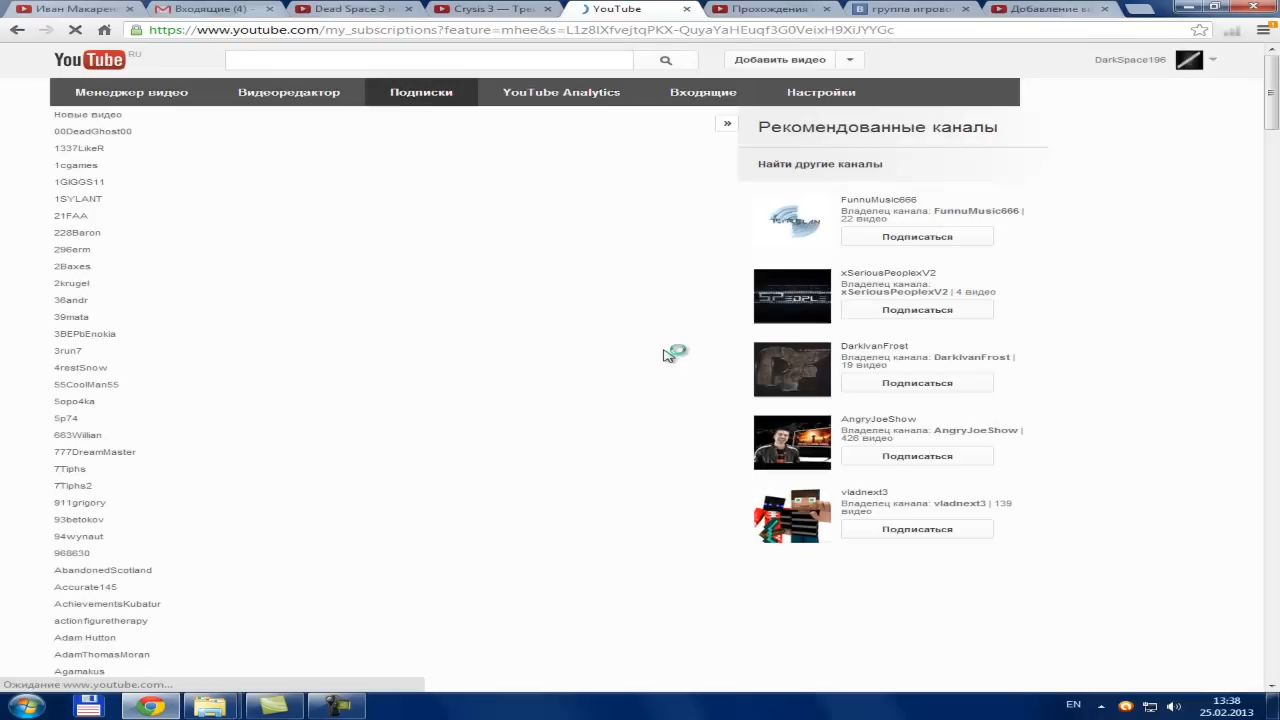 Иван Макарен
Входящие (4) -
Dead Space 3 и
Crysis 3 — Тре
YouTube
Прохождения
группа игрово
Добавление ви
https://www.youtube.com/my_subscriptions?feature=mhee&s=L1z8IXfvejtqPKX-QuyaYaHEuqf3G0VeixH9XiJYYGc
YouTube RU
Добавить видео
DarkSpace196
Менеджер видео
Видеоредактор
Подписки
YouTube Analytics
Входящие
Настройки
Новые видео
00DeadGhost00
1337LikeR
1cgames
1GIGGS11
1SYLANT
21FAA
228Baron
296erm
2Baxes
2krugel
36andr
39mata
3BEPbEnokia
3run7
4restSnow
55CoolMan55
5opo4ka
5p74
663Willian
777DreamMaster
7Tiphs
7Tiphs2
911grigory
93betokov
94wynaut
968630
AbandonedScotland
Accurate145
AchievementsKubatur
actionfiguretherapy
Adam Hutton
AdamThomasMoran
Agamakus
»
Рекомендованные каналы
Найти другие каналы
FunnuMusic666
Владелец канала: FunnuMusic666 |
22 видео
Подписаться
xSeriousPeoplexV2
Владелец канала:
xSeriousPeoplexV2 | 4 видео
Подписаться
DarkivanFrost
Владелец канала: DarkivanFrost |
19 видео
Подписаться
AngryJoeShow
Владелец канала: AngryJoeShow |
426 видео
Подписаться
vladnext3
Владелец канала: vladnext3 | 139
видео
Подписаться
Ожидание www.youtube.com...
EN
13:38
25.02.2013